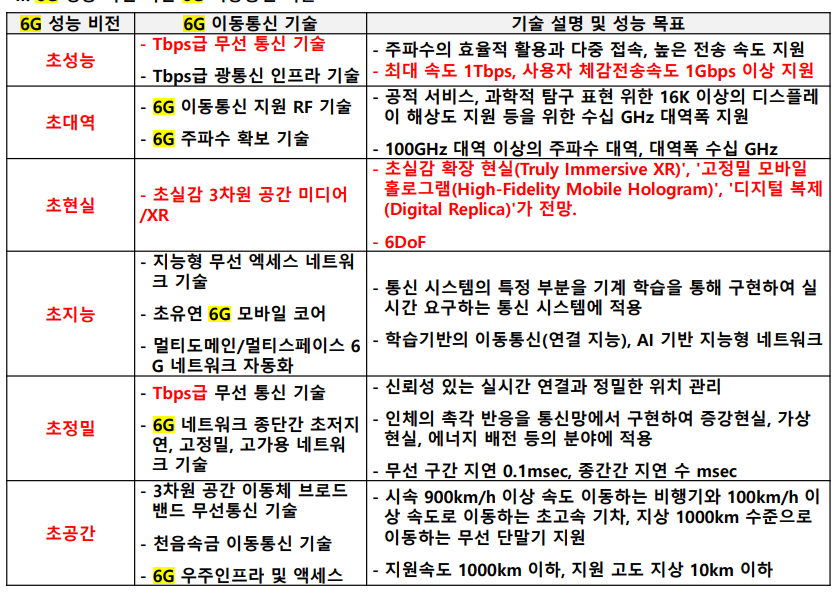 6G 성능 비전
6G 이동통신 기술
기술 설명 및 성능 목표
초성능
- Tbps급 무선 통신 기술
- Tbps급 광통신 인프라 기술
- 주파수의 효율적 활용과 다중 접속, 높은 전송 속도 지원
- 최대 속도 1Tbps, 사용자 체감전송속도 1Gbps 이상 지원
초대역
- 6G 이동통신 지원 RF 기술
- 6G 주파수 확보 기술
- 공적 서비스, 과학적 탐구 표현 위한 16K 이상의 디스플레
이 해상도 지원 등을 위한 수십 GHz 대역폭 지원
- 100GHz 대역 이상의 주파수 대역, 대역폭 수십 GHz
초현실
- 초실감 3차원 공간 미디어
/XR
- 초실감 확장 현실(Truly Immersive XR)', '고정밀 모바일
홀로그램(High-Fidelity Mobile Hologram)', '디지털 복제
(Digital Replica)'가 전망.
- 6DoF
초지능
- 지능형 무선 엑세스 네트워
크 기술
- 초유연 6G 모바일 코어
- 멀티도메인/멀티스페이스 6
G 네트워크 자동화
- 통신 시스템의 특정 부분을 기계 학습을 통해 구현하여 실
시간 요구하는 통신 시스템에 적용
- 학습기반의 이동통신(연결 지능), AI 기반 지능형 네트워크
초정밀
- Tbps급 무선 통신 기술
- 6G 네트워크 종단간 초저지
연, 고정밀, 고가용 네트워
크 기술
- 신뢰성 있는 실시간 연결과 정밀한 위치 관리
- 인체의 촉각 반응을 통신망에서 구현하여 증강현실, 가상
현실, 에너지 배전 등의 분야에 적용
- 무선 구간 지연 0.1msec, 종간간 지연 수 msec
초공간
- 3차원 공간 이동체 브로드
밴드 무선통신 기술
- 천음속금 이동통신 기술
- 6G 우주인프라 및 액세스
- 시속 900km/h 이상 속도 이동하는 비행기와 100km/h 이
상 속도로 이동하는 초고속 기차, 지상 1000km 수준으로
이동하는 무선 단말기 지원
- 지원속도 1000km 이하, 지원 고도 지상 10km 이하